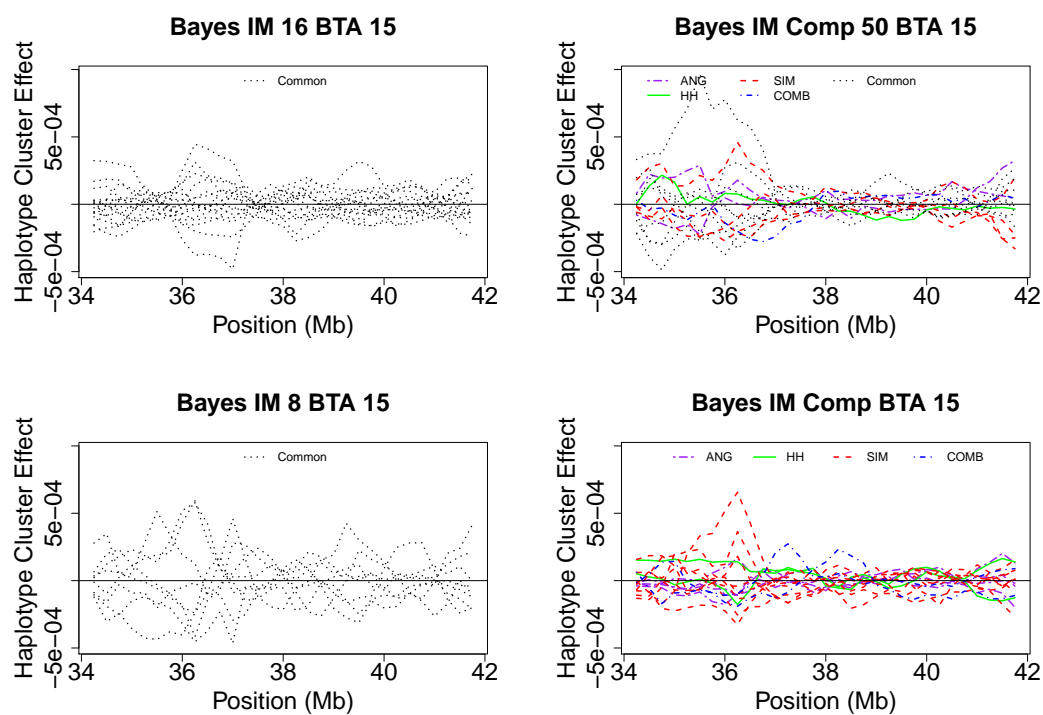 Bayes IM 16 BTA 15
Haplotype Cluster Effect
−5e−04 5e−04
Common
34 36 38 40 42
Position (Mb)
Bayes IM Comp 50 BTA 15
Haplotype Cluster Effect
−5e−04 5e−04
ANG SIM Common
HH COMB
34 36 38 40 42
Position (Mb)
Bayes IM 8 BTA 15
Haplotype Cluster Effect
−5e−04 5e−04
Common
34 36 38 40 42
Position (Mb)
Bayes IM Comp BTA 15
Haplotype Cluster Effect
−5e−04 5e−04
ANG HH SIM COMB
34 36 38 40 42
Position (Mb)